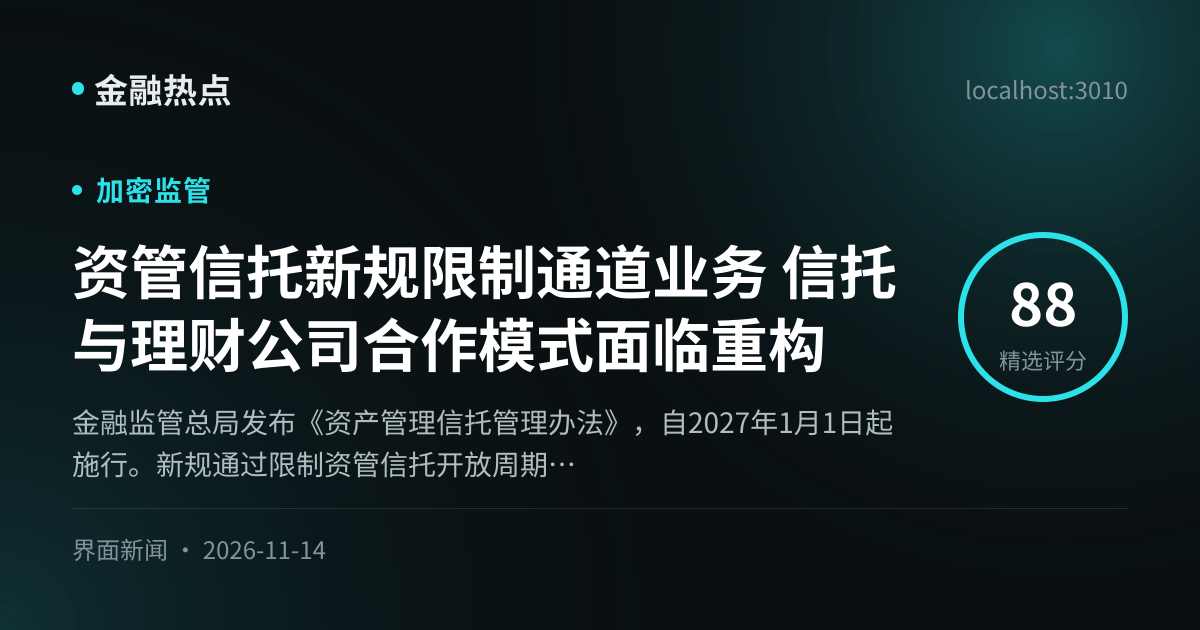 金融热点
localhost:3010
加密监管
资管信托新规限制通道业务 信托
与理财公司合作模式面临重构
88
精选评分
金融监管总局发布《资产管理信托管理办法》，自2027年1月1日起
施行。新规通过限制资管信托开放周期…
界面新闻 · 2026-11-14